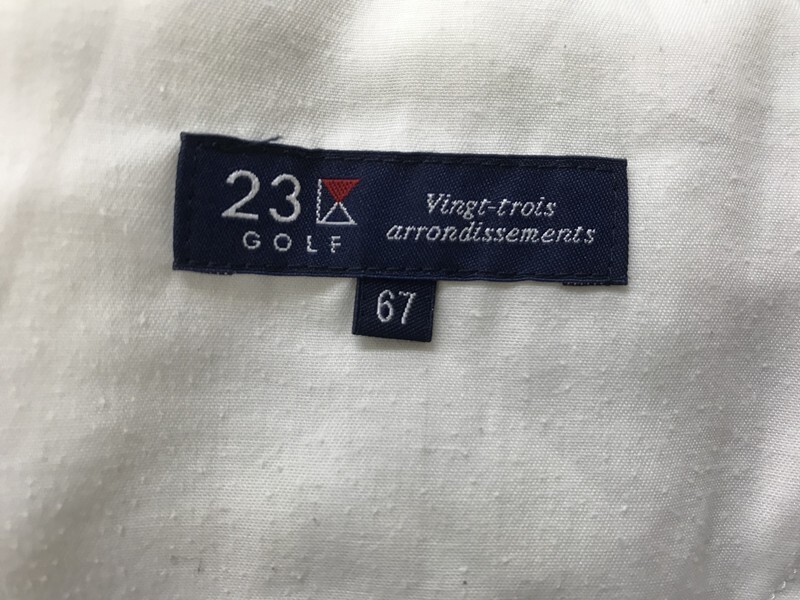 23
GOLF
Vingt-trois
arrondissements
67